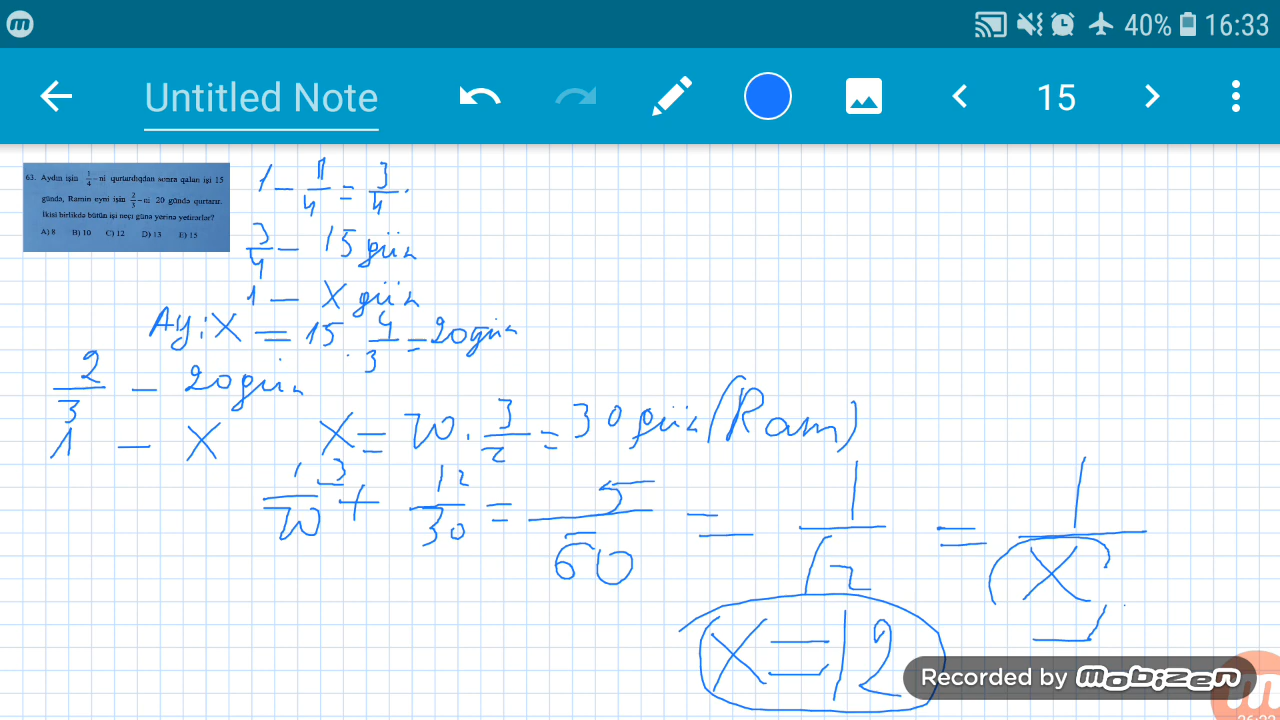 40% 16:33
Untitled Note 15
63. Aydın işin 1/4-ni qurtardıqdan sonra qalan işi 15
gündə, Ramin eyni işin 2/3-ni 20 gündə qurtarır.
İkisi birlikdə bütün işi neçə günə yerinə yetirərlər?
A) 8 B) 10 C) 12 D) 13 E) 15
1 - 1/4 = 3/4.
3/4 - 15 gün
1 - X gün
Ay: X = 15 . 4/3 = 20 gün
2/3 - 20 gün
1 - X X = 20 . 3/2 = 30 gün (Ram)
1/20 3 + 1/30 2 = 5/60 = 1/12 = 1/X
X = 12
Recorded by mobizen